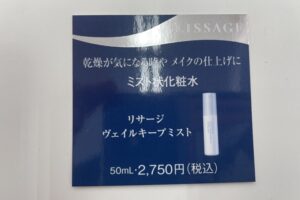 LISSAGE
乾燥が気になる時や メイクの仕上げに
ミスト状化粧水
リサージ
ヴェイルキープミスト
50mL・2,750円(税込)